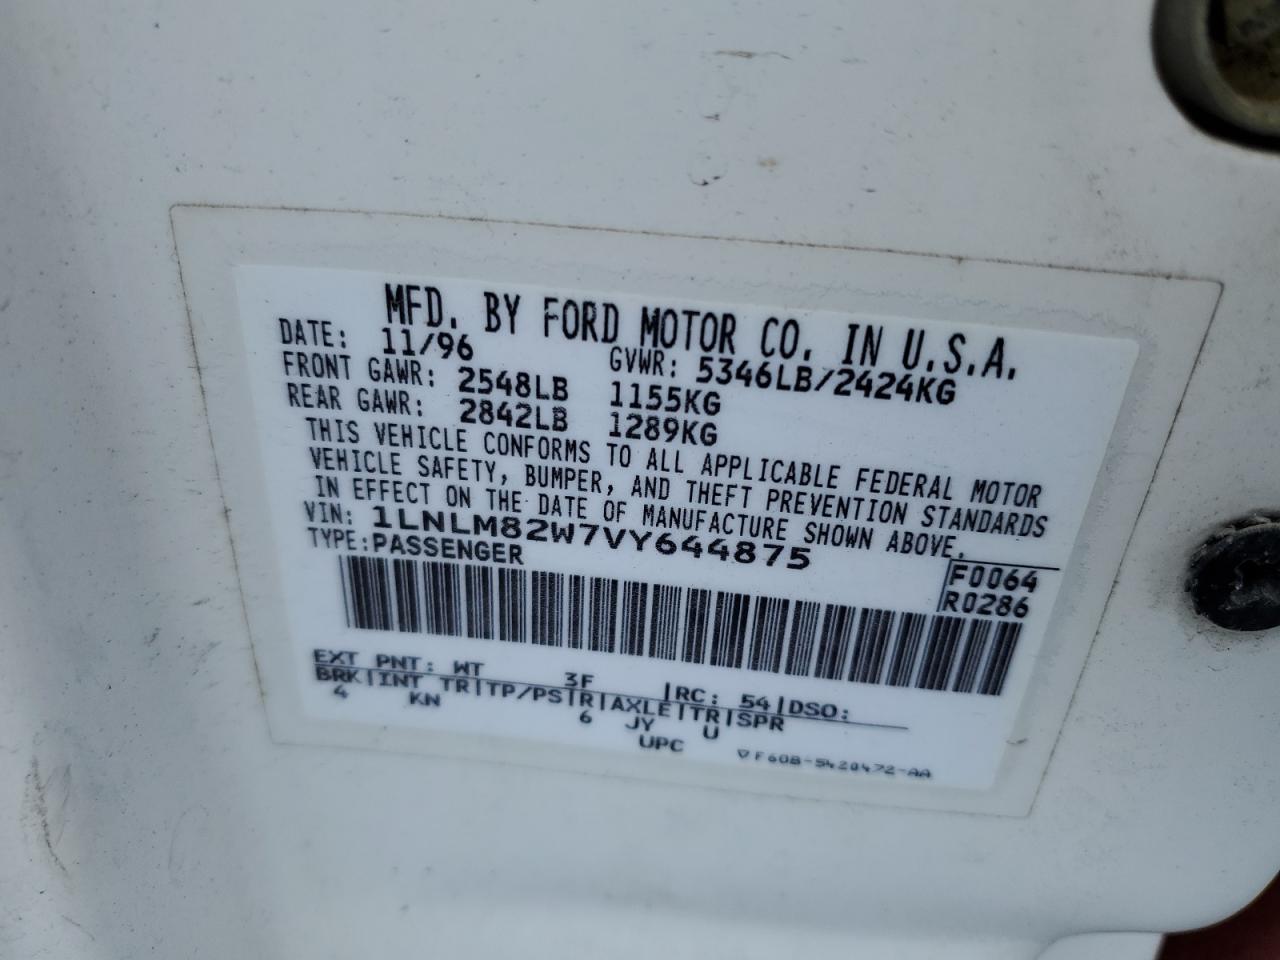 MFD. BY FORD MOTOR CO. IN U.S.A.
DATE: 11/96 GVWR: 5346LB/2424KG
FRONT GAWR: 2548LB 1155KG
REAR GAWR: 2842LB 1289KG
THIS VEHICLE CONFORMS TO ALL APPLICABLE FEDERAL MOTOR
VEHICLE SAFETY, BUMPER, AND THEFT PREVENTION STANDARDS
IN EFFECT ON THE DATE OF MANUFACTURE SHOWN ABOVE.
VIN: 1LNLM82W7VY644875
TYPE: PASSENGER
F0064
R0286
EXT PNT: WT 3F |RC: 54|DSO:
BRK|INT TR|TP/PS|R|AXLE|TR|SPR
4 KN 6 JY U
UPC ▽F60B-5420472-AA